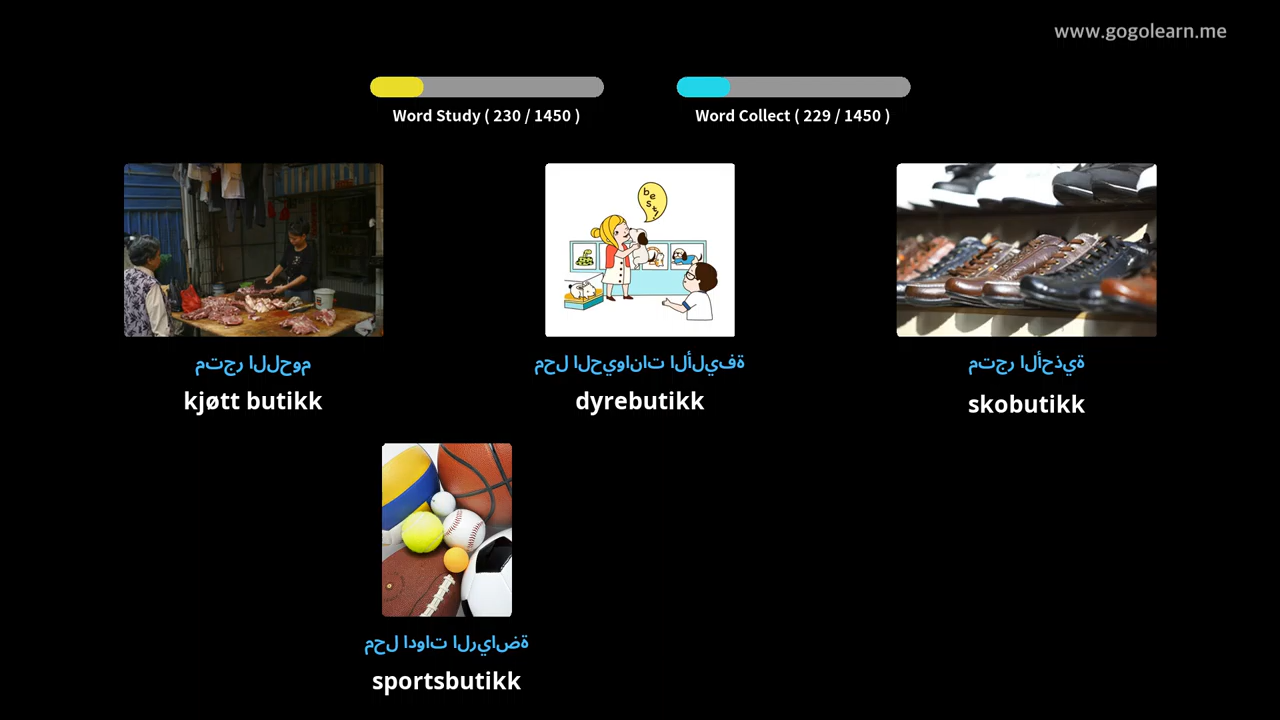 www.gogolearn.me
Word Study ( 230 / 1450 )
Word Collect ( 229 / 1450 )
best
متجر اللحوم
محل الحيوانات الأليفة
متجر الأحذية
kjøtt butikk
dyrebutikk
skobutikk
محل ادوات الرياضة
sportsbutikk